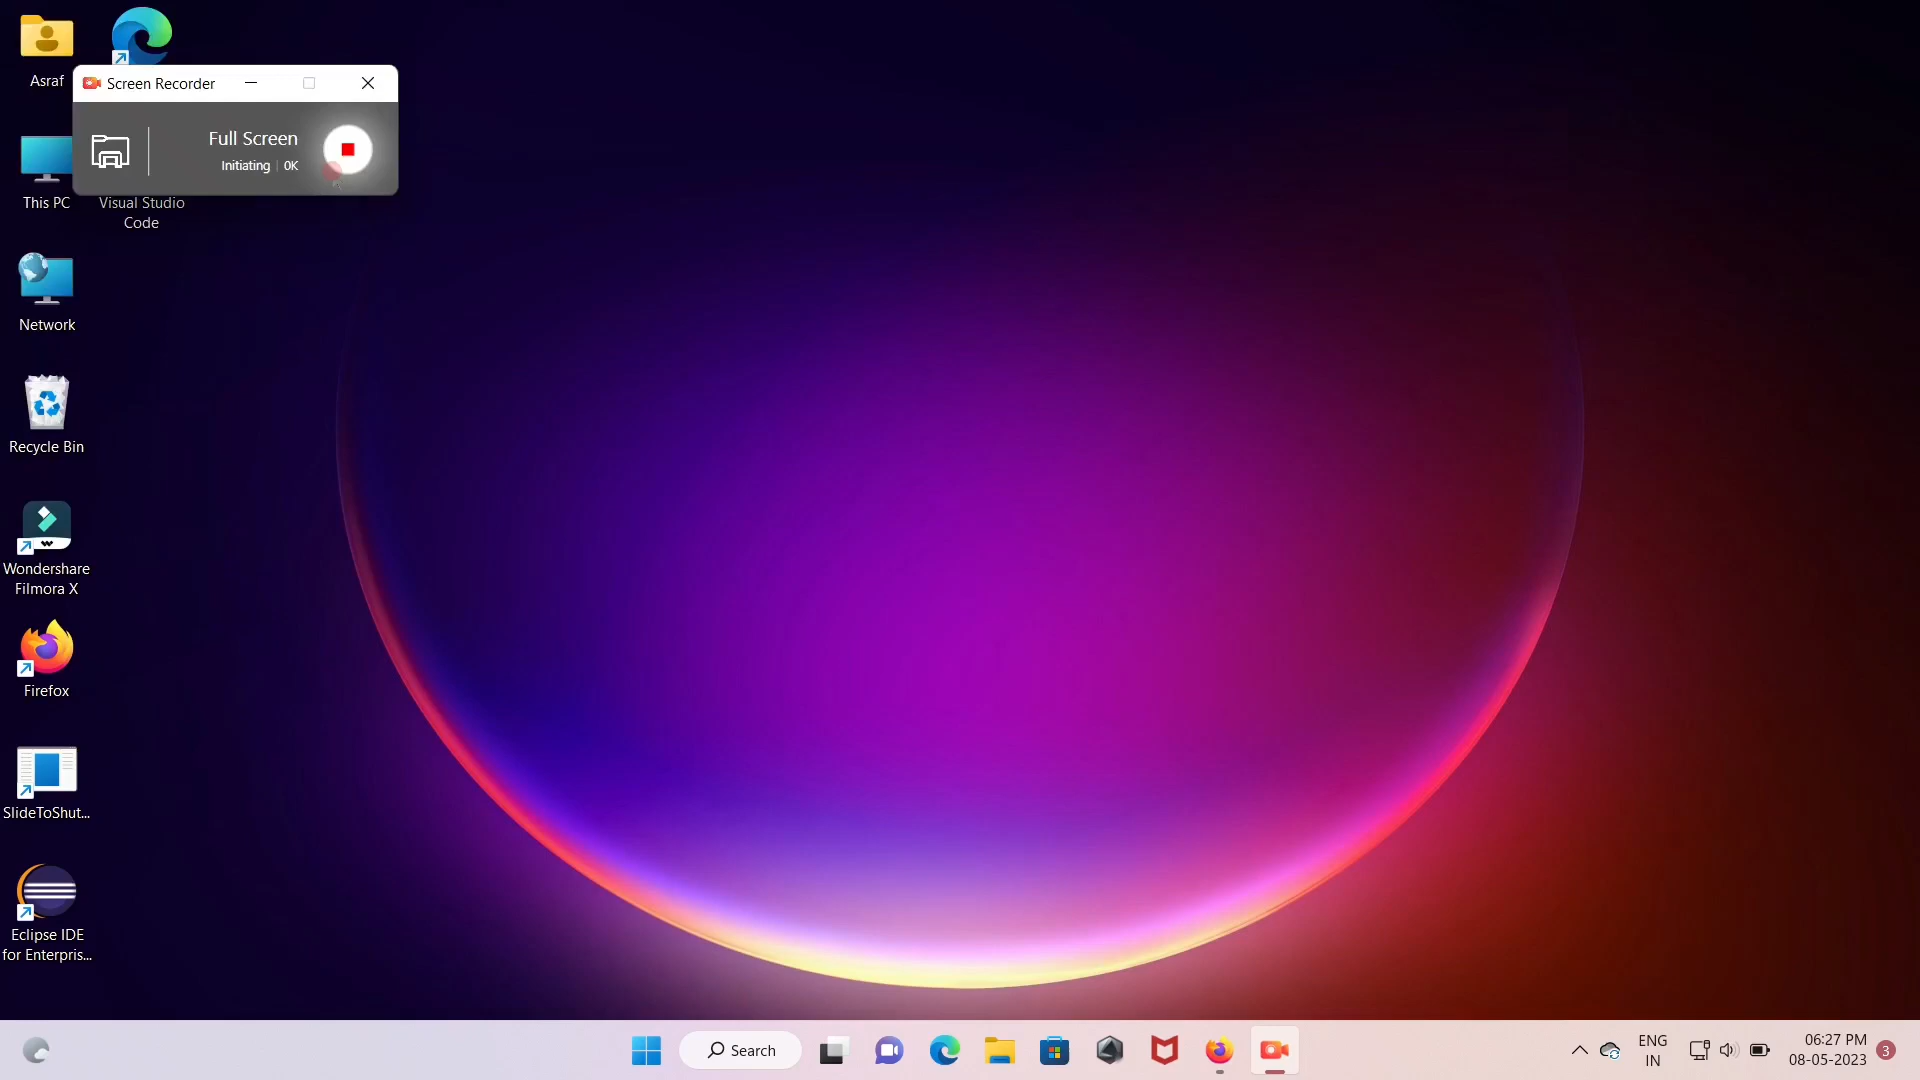 Asraf
Screen Recorder
Full Screen
Initiating | 0K
This PC
Visual Studio
Code
Network
Recycle Bin
Wondershare
Filmora X
Firefox
SlideToShut...
Eclipse IDE
for Enterpris...
Search
ENG
IN
06:27 PM
08-05-2023
3